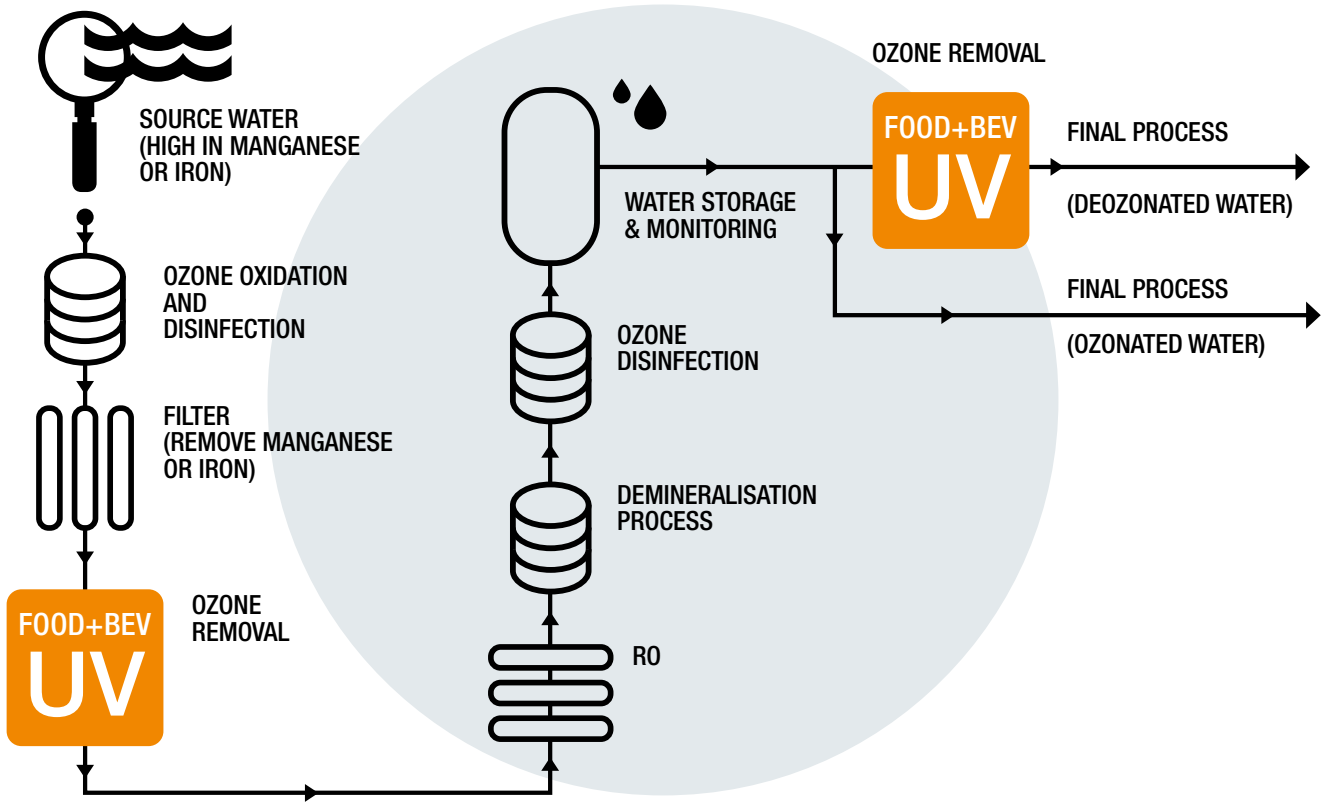 SOURCE WATER
(HIGH IN MANGANESE
OR IRON)
OZONE OXIDATION
AND
DISINFECTION
FILTER
(REMOVE MANGANESE
OR IRON)
FOOD+BEV
UV
OZONE
REMOVAL
RO
DEMINERALISATION
PROCESS
OZONE
DISINFECTION
WATER STORAGE
& MONITORING
OZONE REMOVAL
FOOD+BEV
UV
FINAL PROCESS
(DEOZONATED WATER)
FINAL PROCESS
(OZONATED WATER)